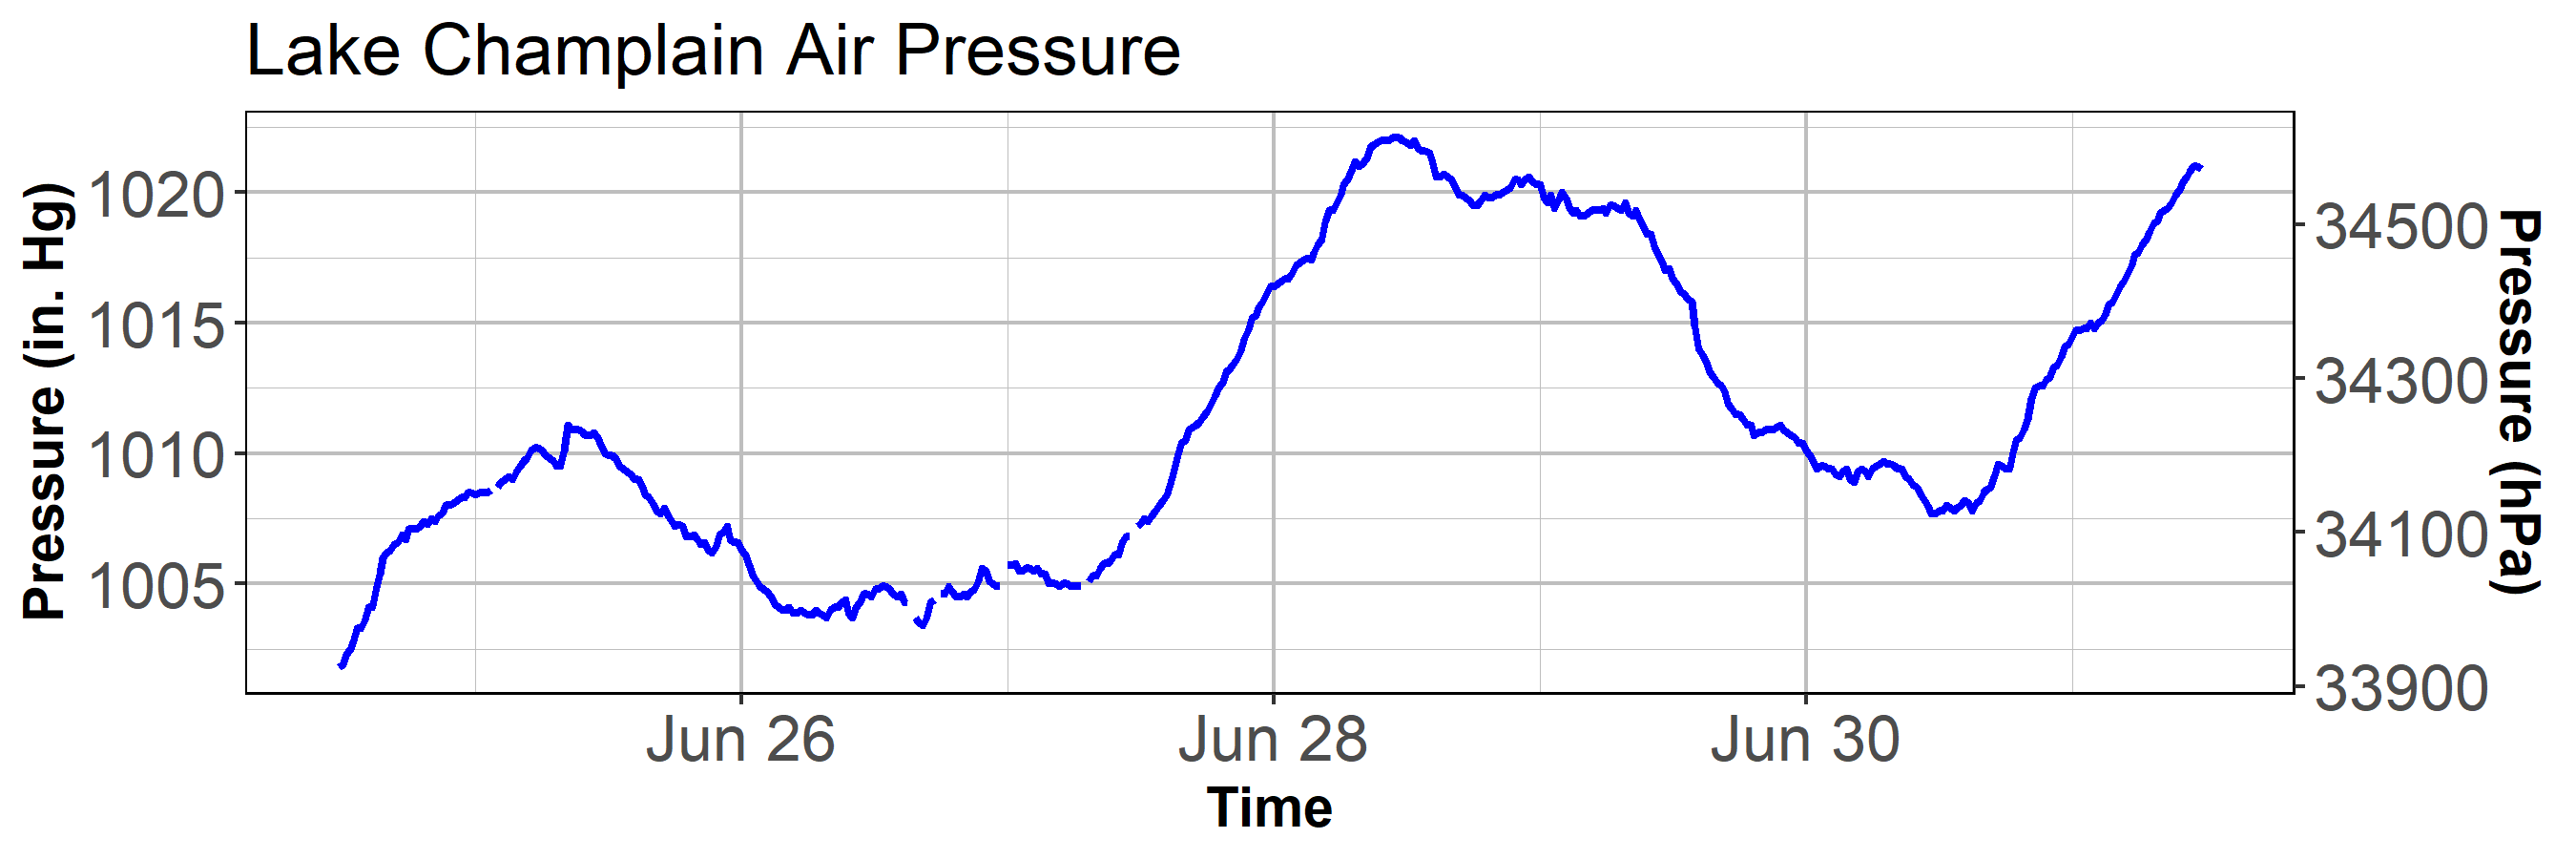 Lake Champlain Air Pressure
Pressure (in. Hg)
1020
1015
1010
1005
34500
34300
34100
33900
Pressure (hPa)
Jun 26 Jun 28 Jun 30
Time